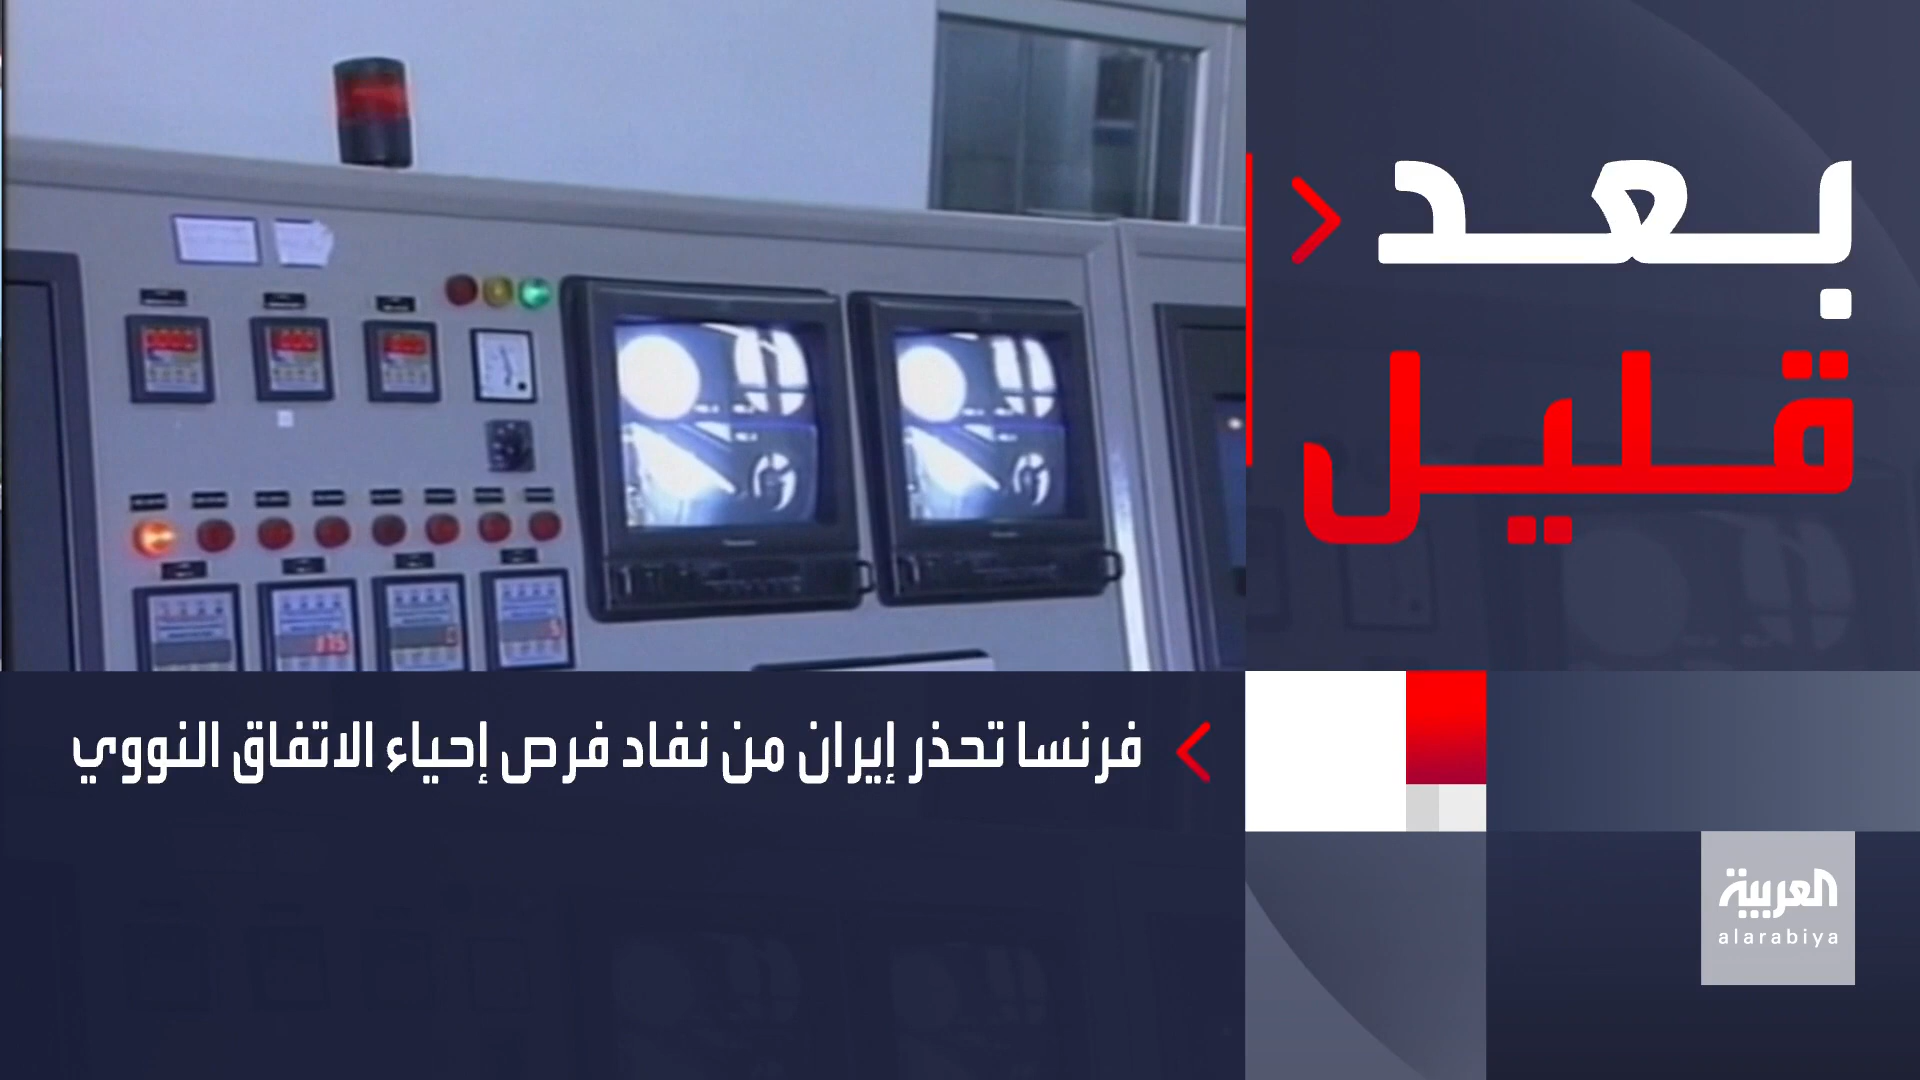 بعد
قليل
فرنسا تحذر إيران من نفاد فرص إحياء الاتفاق النووي
العربية
alarabiya